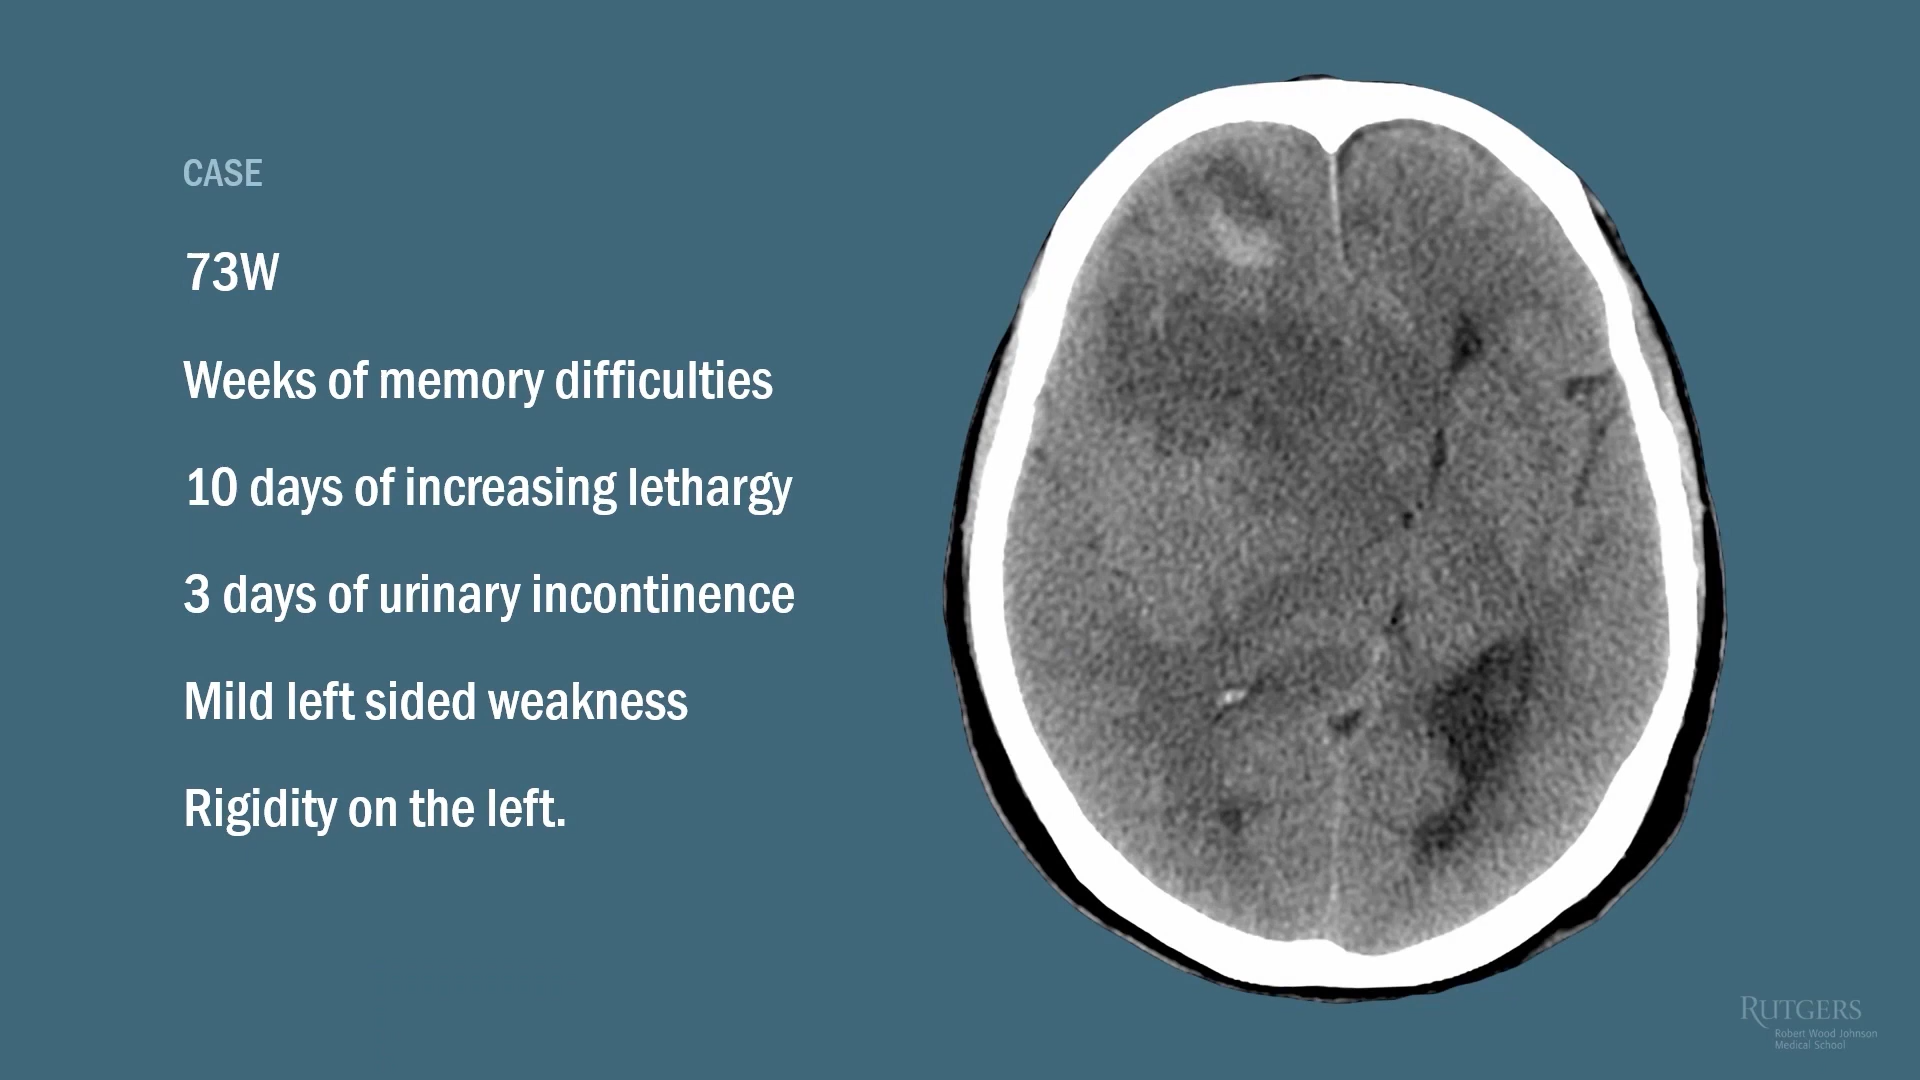 CASE
73W
Weeks of memory difficulties
10 days of increasing lethargy
3 days of urinary incontinence
Mild left sided weakness
Rigidity on the left.
RUTGERS
Robert Wood Johnson
Medical School